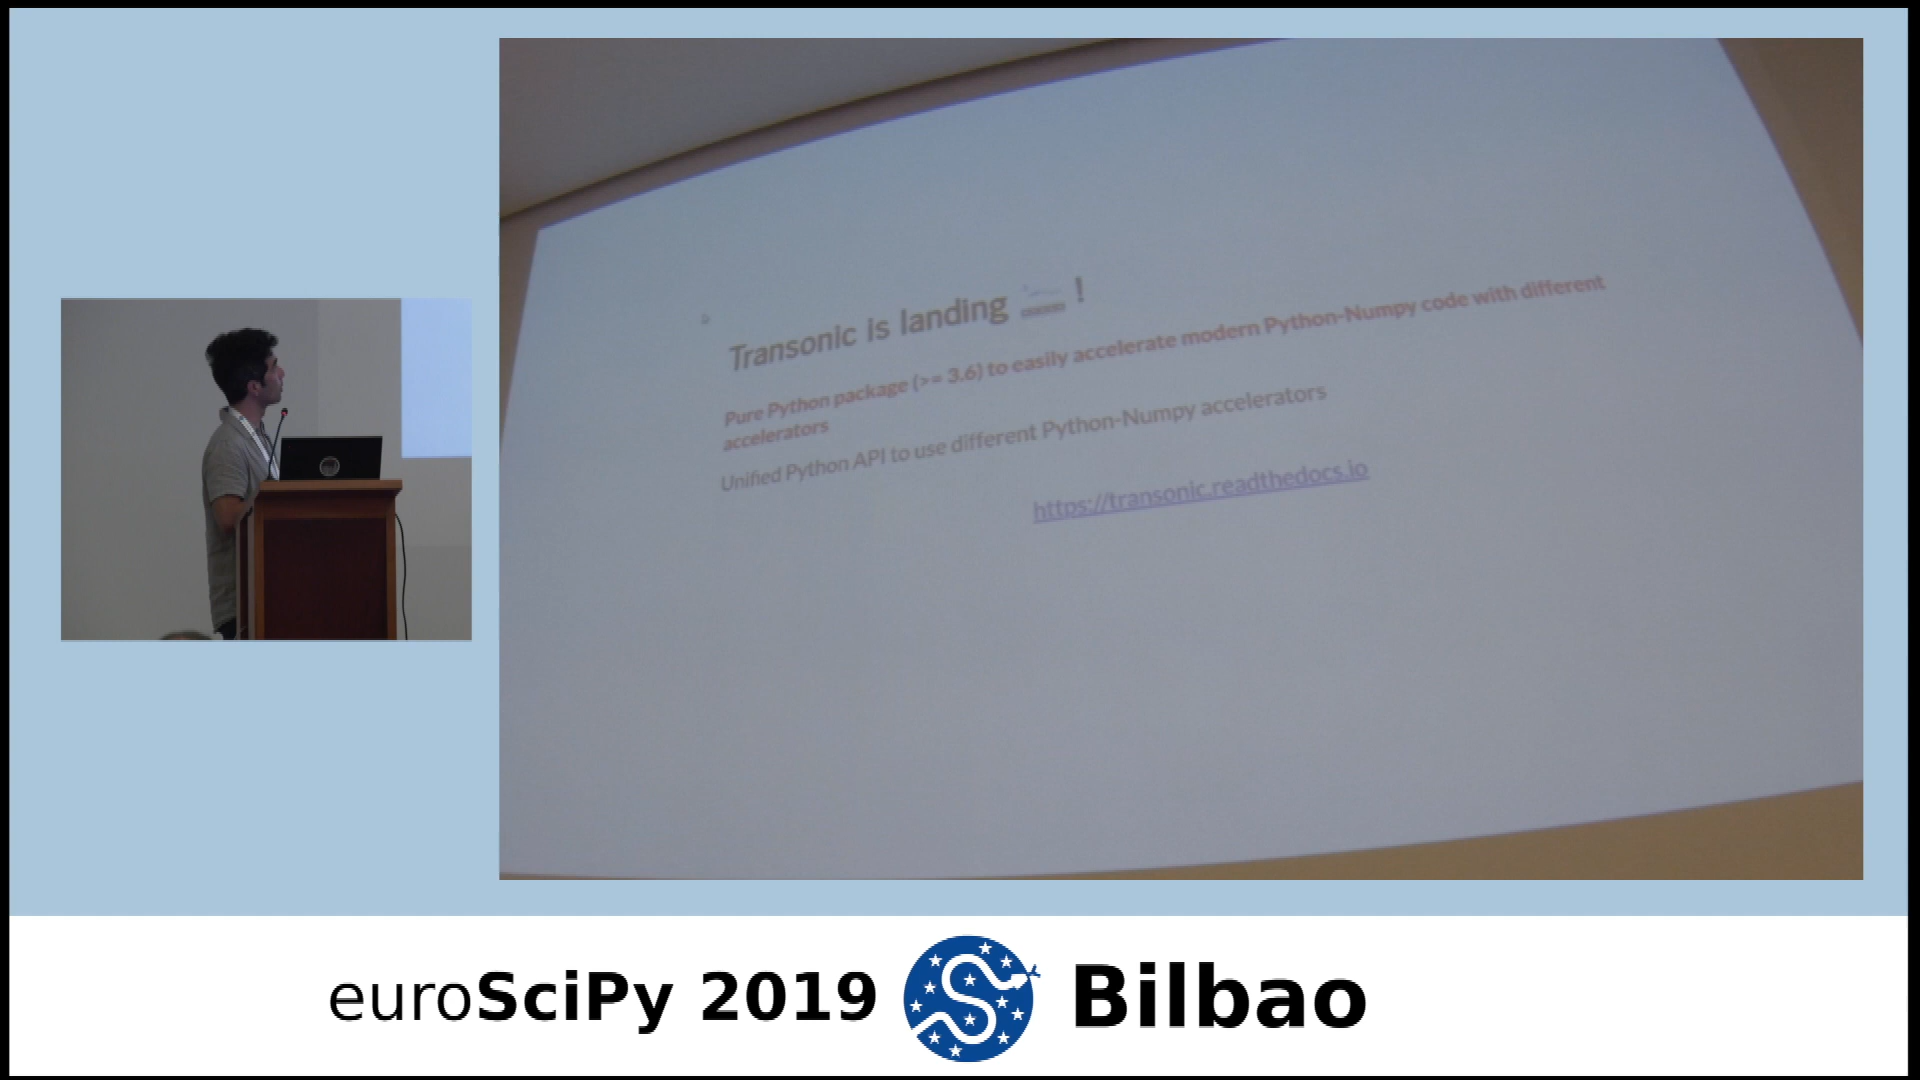 Transonic is landing !
Pure Python package (>= 3.6) to easily accelerate modern Python-Numpy code with different
accelerators
Unified Python API to use different Python-Numpy accelerators
https://transonic.readthedocs.io
euroSciPy 2019 Bilbao